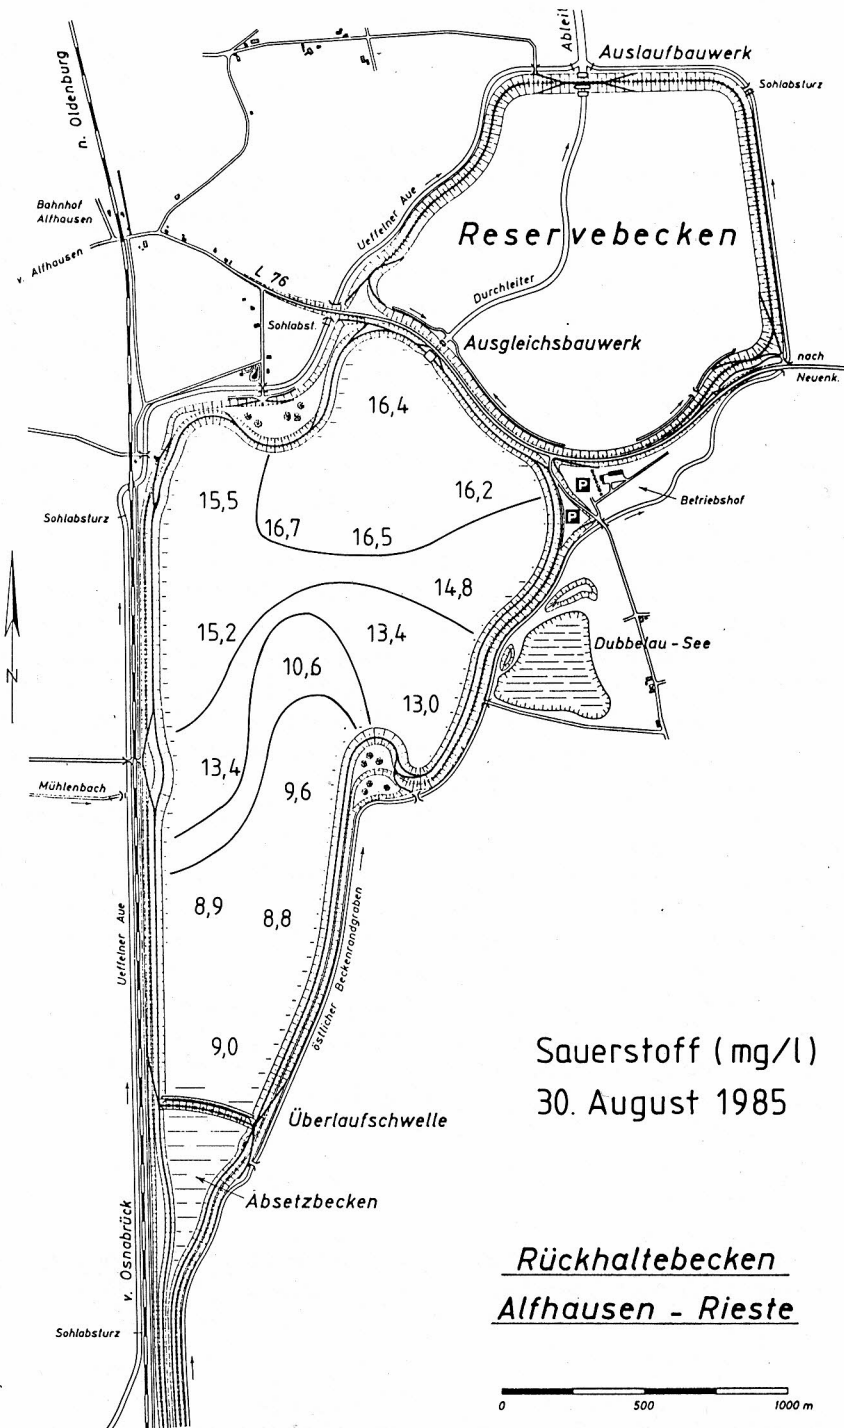 Ableit
Auslaufbauwerk
Sohlabsturz
n. Oldenburg
Bahnhof
Alfhausen
v. Alfhausen
Ueffelner Aue
Reservebecken
L 76
Durchleiter
Sohlabst.
Ausgleichsbauwerk
nach
Neuenk.
16,4
15,5
16,2
P
Betriebshof
Sohlabsturz
16,7
16,5
P
14,8
15,2
13,4
Dubbelau - See
10,6
N
13,0
13,4
Mühlenbach
9,6
8,9
8,8
Ueffelner Aue
östlicher Beckenrandgraben
9,0
Sauerstoff (mg/l)
30. August 1985
Überlaufschwelle
Absetzbecken
v. Osnabrück
Rückhaltebecken
Alfhausen - Rieste
Sohlabsturz
0 500 1000 m